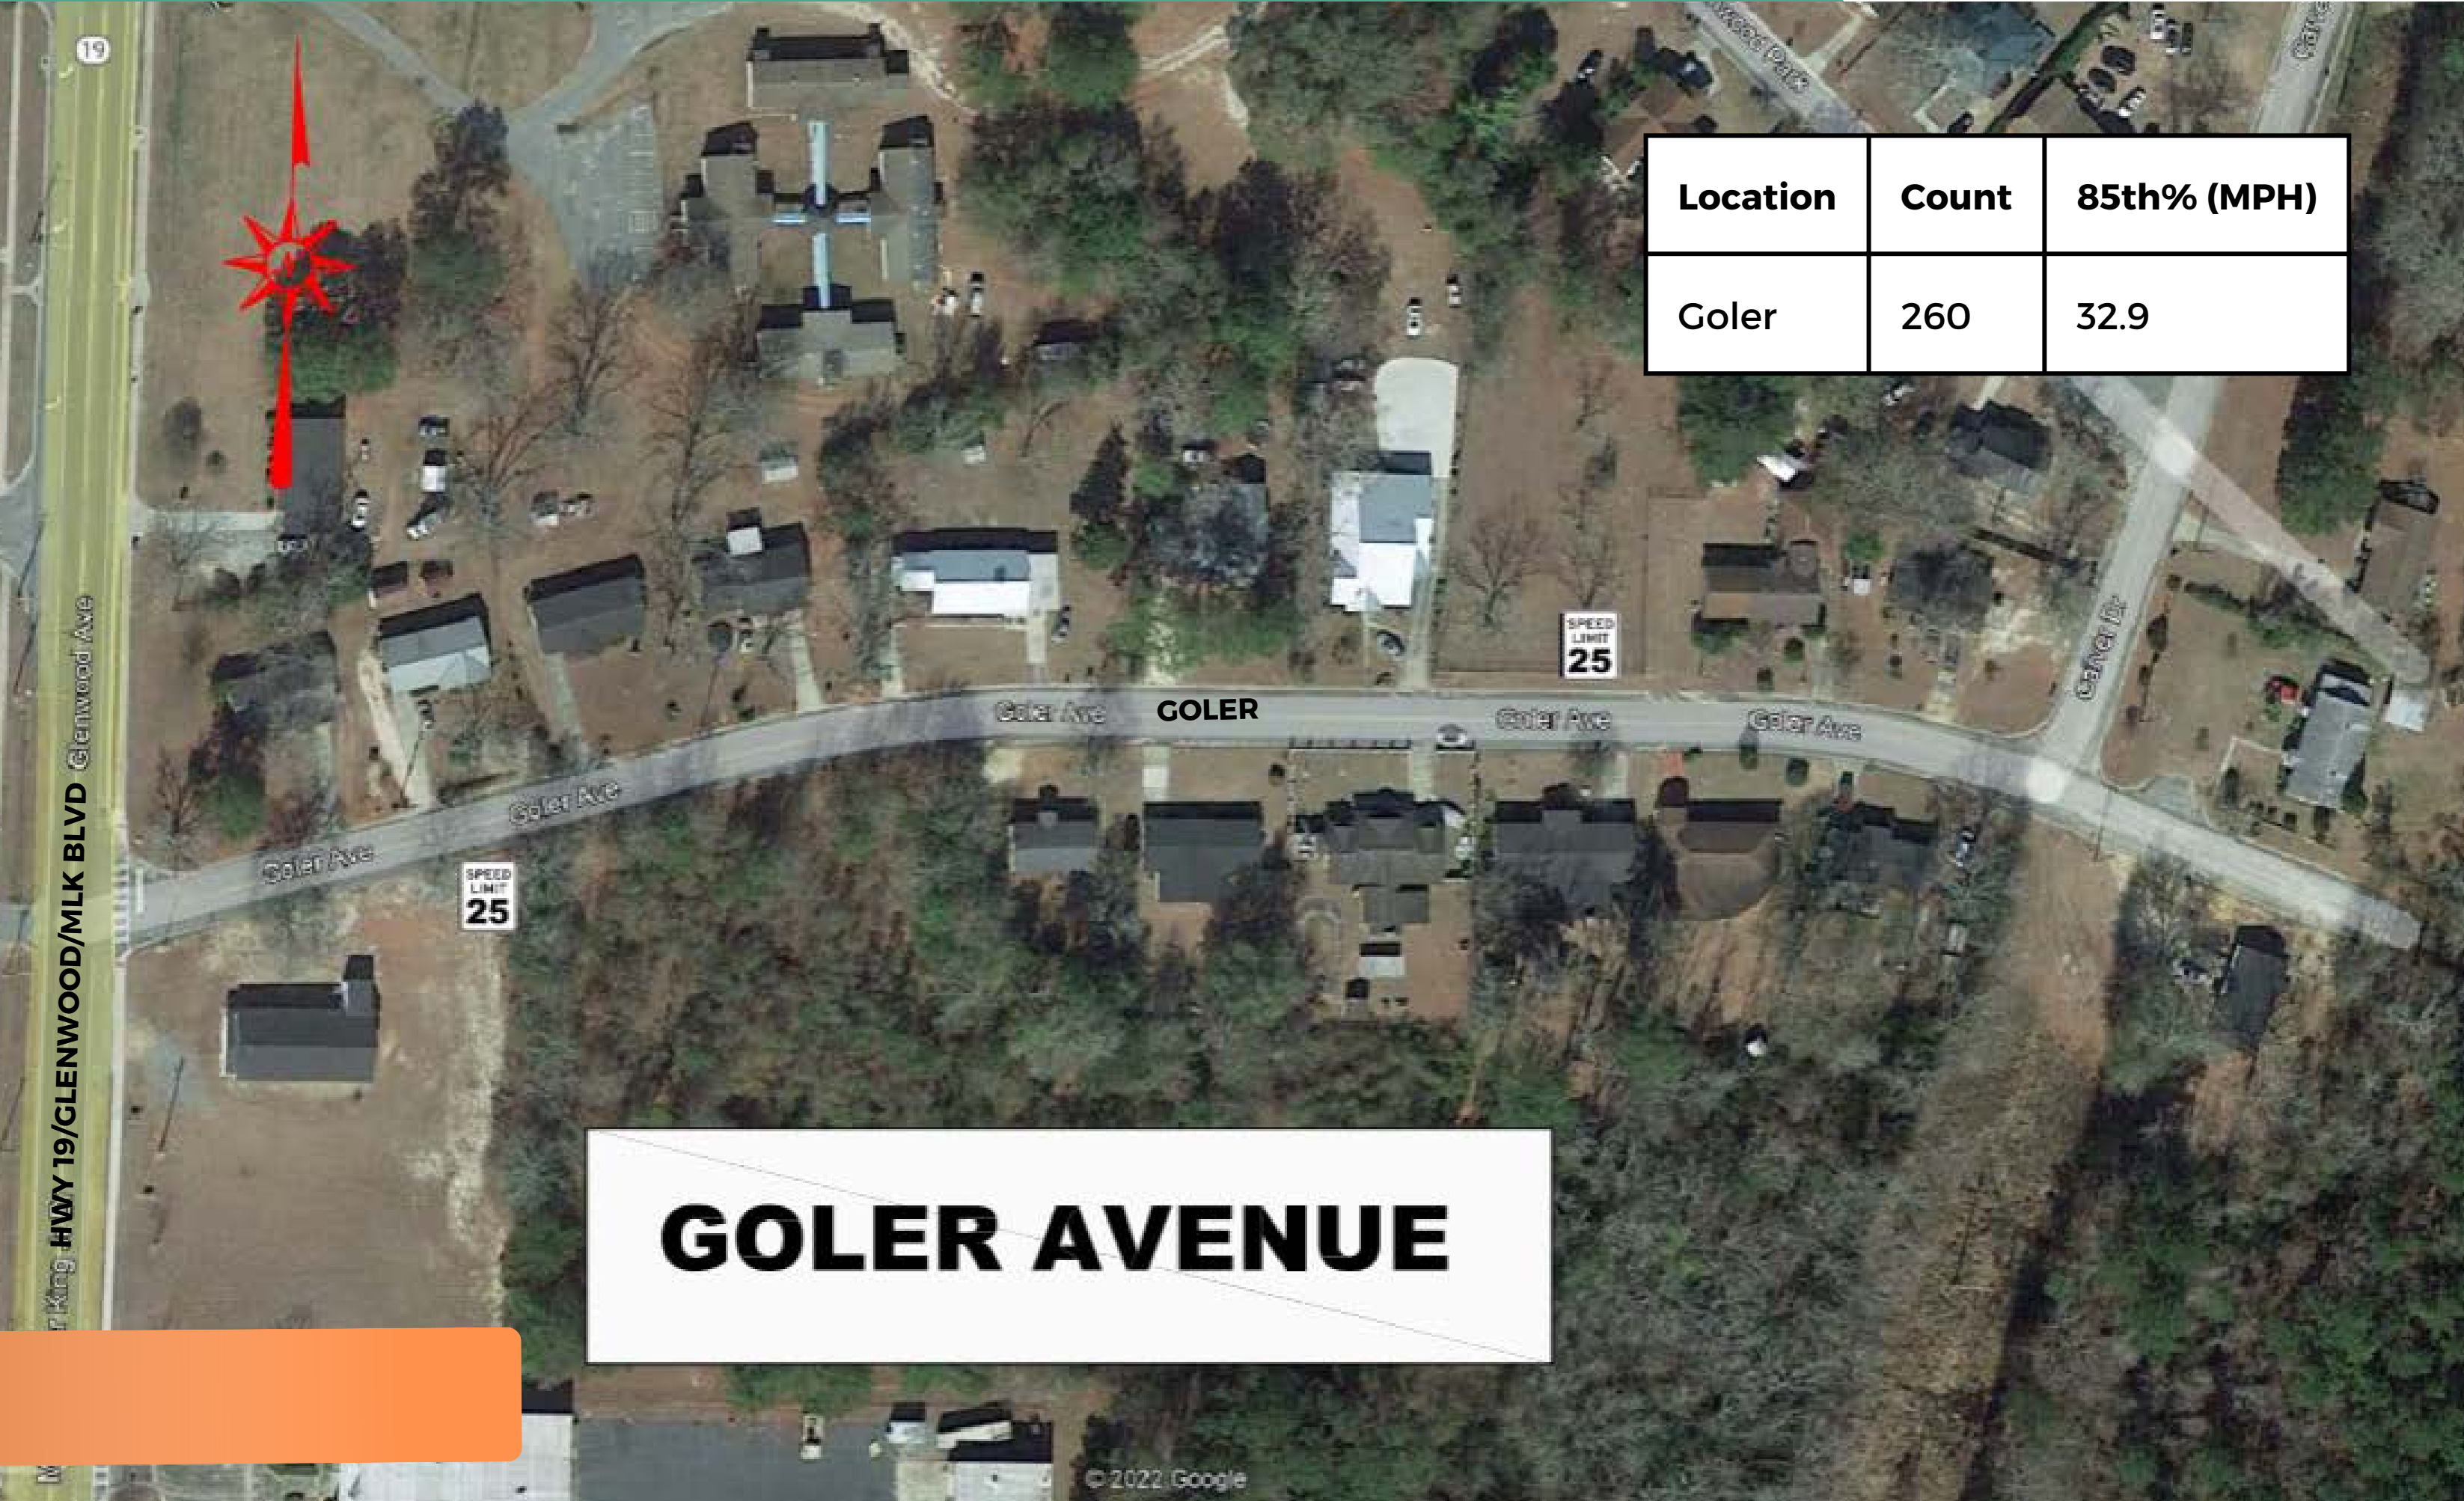 19
Location Count 85th% (MPH)
Goler 260 32.9
Glenwood Ave
HWY 19/GLENWOOD/MLK BLVD
SPEED
LIMIT
25
Carver Dr
Goler Ave
GOLER
Goler Ave
Goler Ave
Goler Ave
Goler Ave
SPEED
LIMIT
25
King
GOLER AVENUE
© 2022 Google